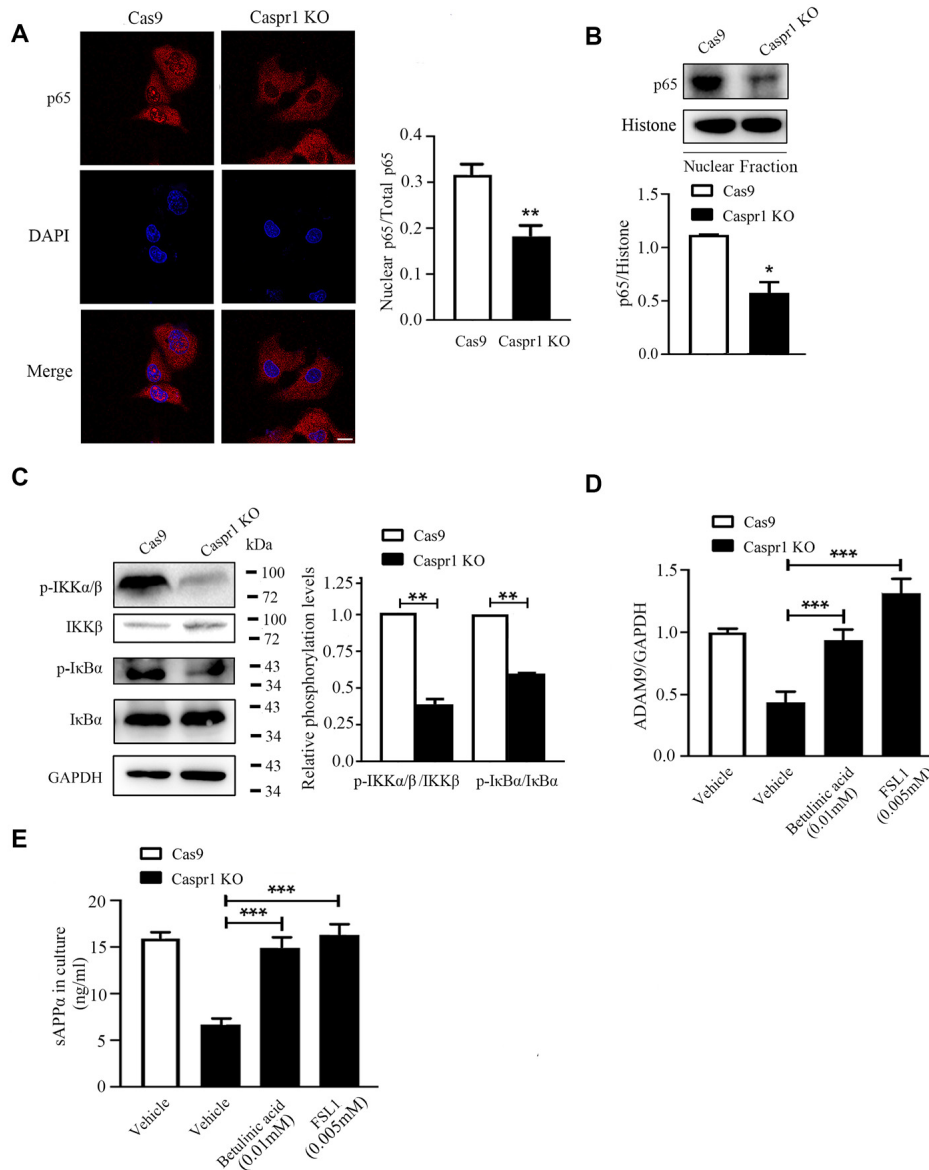 A
Cas9
Caspr1 KO
p65
DAPI
Merge
Nuclear p65/Total p65
0.4
0.3
0.2
0.1
0.0
**
Cas9
Caspr1 KO
B
Cas9
Caspr1 KO
p65
Histone
Nuclear Fraction
Cas9
Caspr1 KO
p65/Histone
1.5
1.0
0.5
0.0
*
C
Cas9
Caspr1 KO
kDa
p-IKKα/β
100
72
IKKβ
100
72
p-IκBα
43
34
IκBα
43
34
GAPDH
43
34
Cas9
Caspr1 KO
Relative phosphorylation levels
1.25
1.0
0.75
0.5
0.25
0.0
**
**
p-IKKα/β/IKKβ
p-IκBα/IκBα
D
Cas9
Caspr1 KO
ADAM9/GAPDH
1.5
1.0
0.5
0.0
***
***
Vehicle
Vehicle
Betulinic acid
(0.01mM)
FSL1
(0.005mM)
E
Cas9
Caspr1 KO
sAPPα in culture
(ng/ml)
20
15
10
5
0
***
***
Vehicle
Vehicle
Betulinic acid
(0.01mM)
FSL1
(0.005mM)